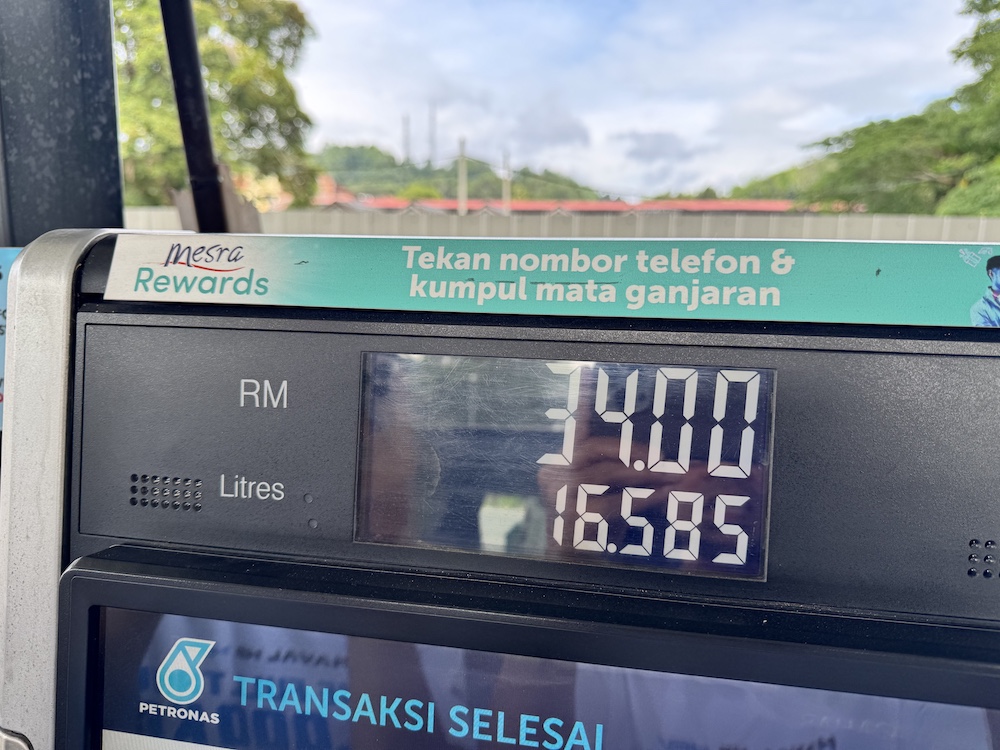 mesra
Rewards
Tekan nombor telefon &
kumpul mata ganjaran
RM 34.00
Litres 16.585
PETRONAS
TRANSAKSI SELESAI